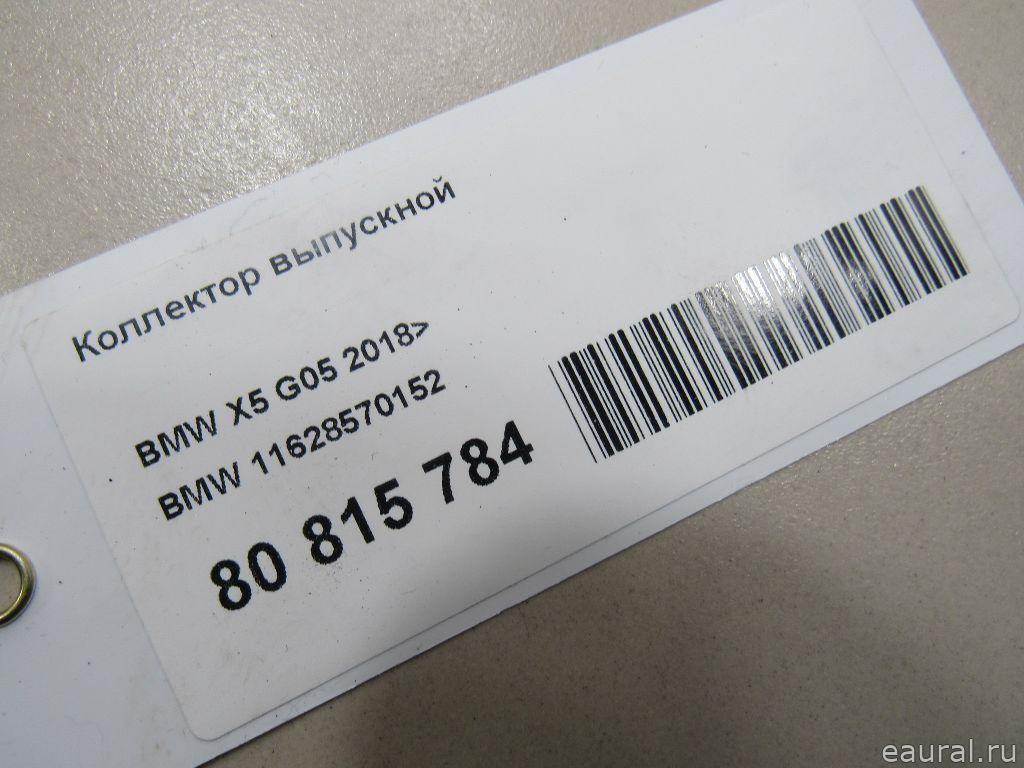 Коллектор выпускной
BMW X5 G05 2018>
BMW 11628570152
80 815 784
eaural.ru